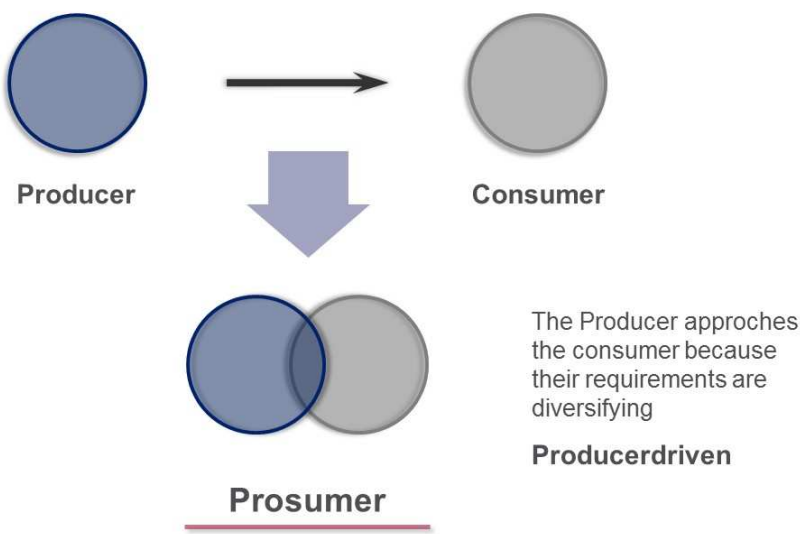 Producer
Consumer
The Producer approches
the consumer because
their requirements are
diversifying
Producerdriven
Prosumer